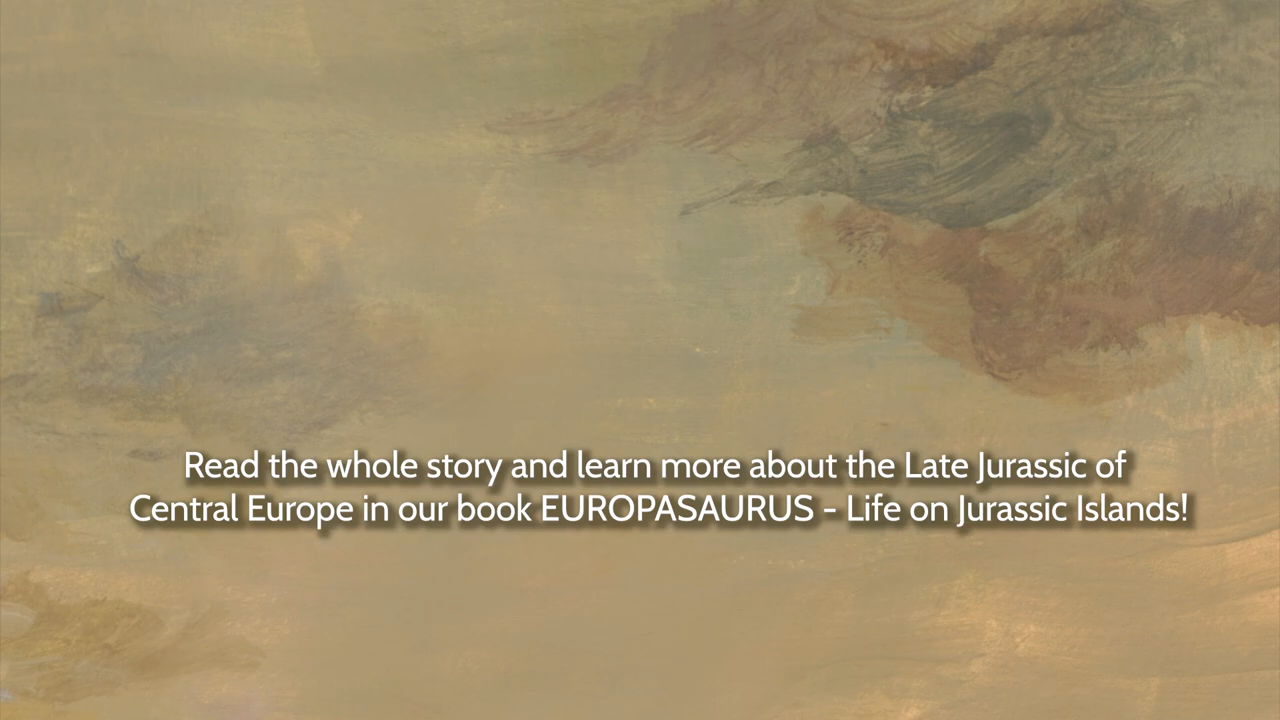 Read the whole story and learn more about the Late Jurassic of
Central Europe in our book EUROPASAURUS - Life on Jurassic Islands!